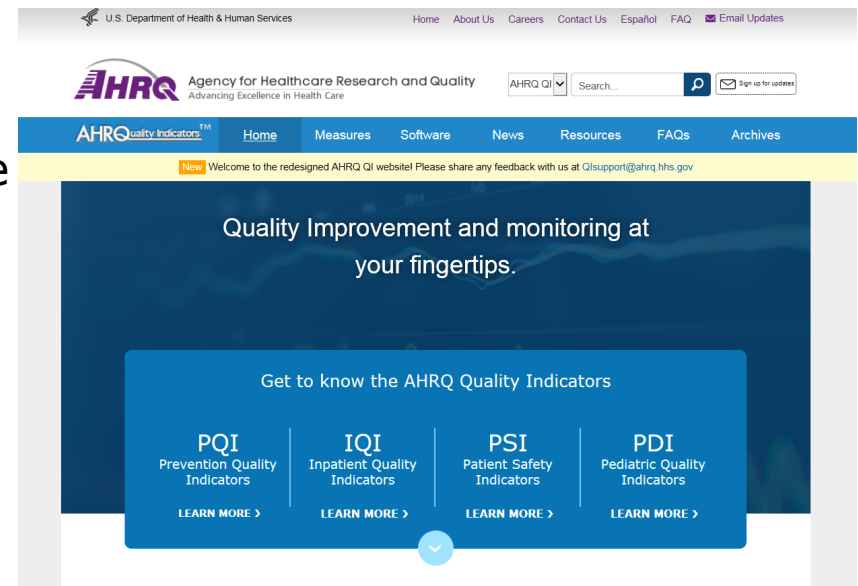 U.S. Department of Health & Human Services
Home About Us Careers Contact Us Español FAQ Email Updates
AHRQ
Agency for Healthcare Research and Quality
Advancing Excellence in Health Care
AHRQ QI Search... Sign up for updates
AHRQuality Indicators™ Home Measures Software News Resources FAQs Archives
e
New Welcome to the redesigned AHRQ QI website! Please share any feedback with us at QIsupport@ahrq.hhs.gov
2014 feb
Quality Improvement and monitoring at
your fingertips.
Get to know the AHRQ Quality Indicators
PQI IQI PSI PDI
Prevention Quality Inpatient Quality Patient Safety Pediatric Quality
Indicators Indicators Indicators Indicators
LEARN MORE > LEARN MORE > LEARN MORE > LEARN MORE >